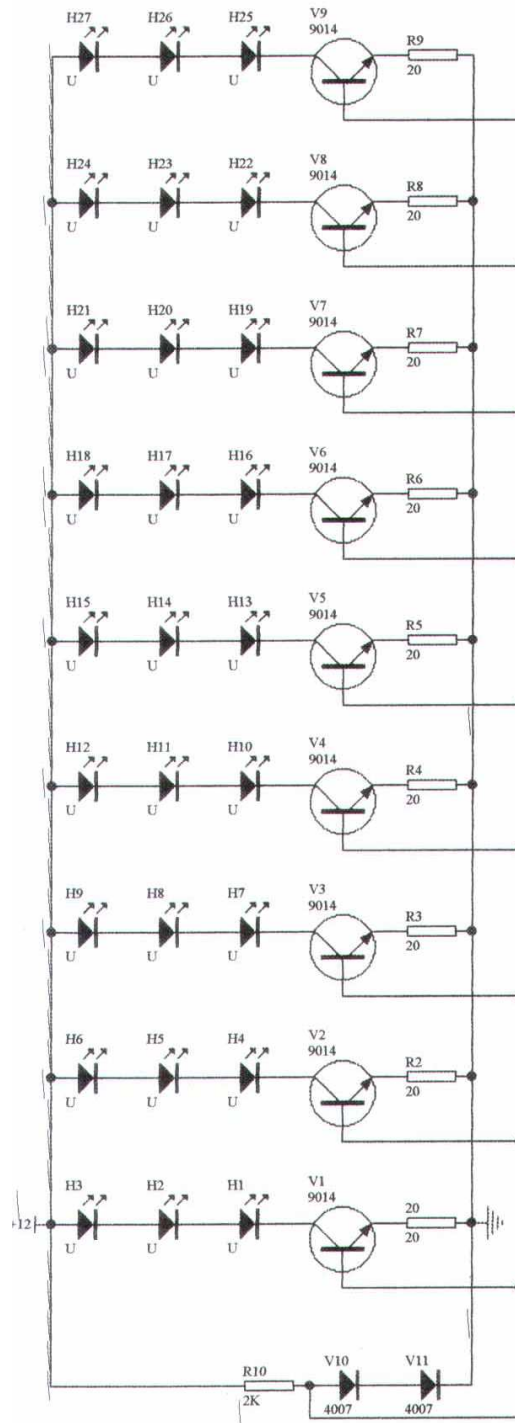 H27 H26 H25 V9
9014 R9
U U U 20
H24 H23 H22 V8
9014 R8
U U U 20
H21 H20 H19 V7
9014 R7
U U U 20
H18 H17 H16 V6
9014 R6
U U U 20
H15 H14 H13 V5
9014 R5
U U U 20
H12 H11 H10 V4
9014 R4
U U U 20
H9 H8 H7 V3
9014 R3
U U U 20
H6 H5 H4 V2
9014 R2
U U U 20
H3 H2 H1 V1
9014 20
12
U U U 20
R10 V10 V11
2K 4007 4007